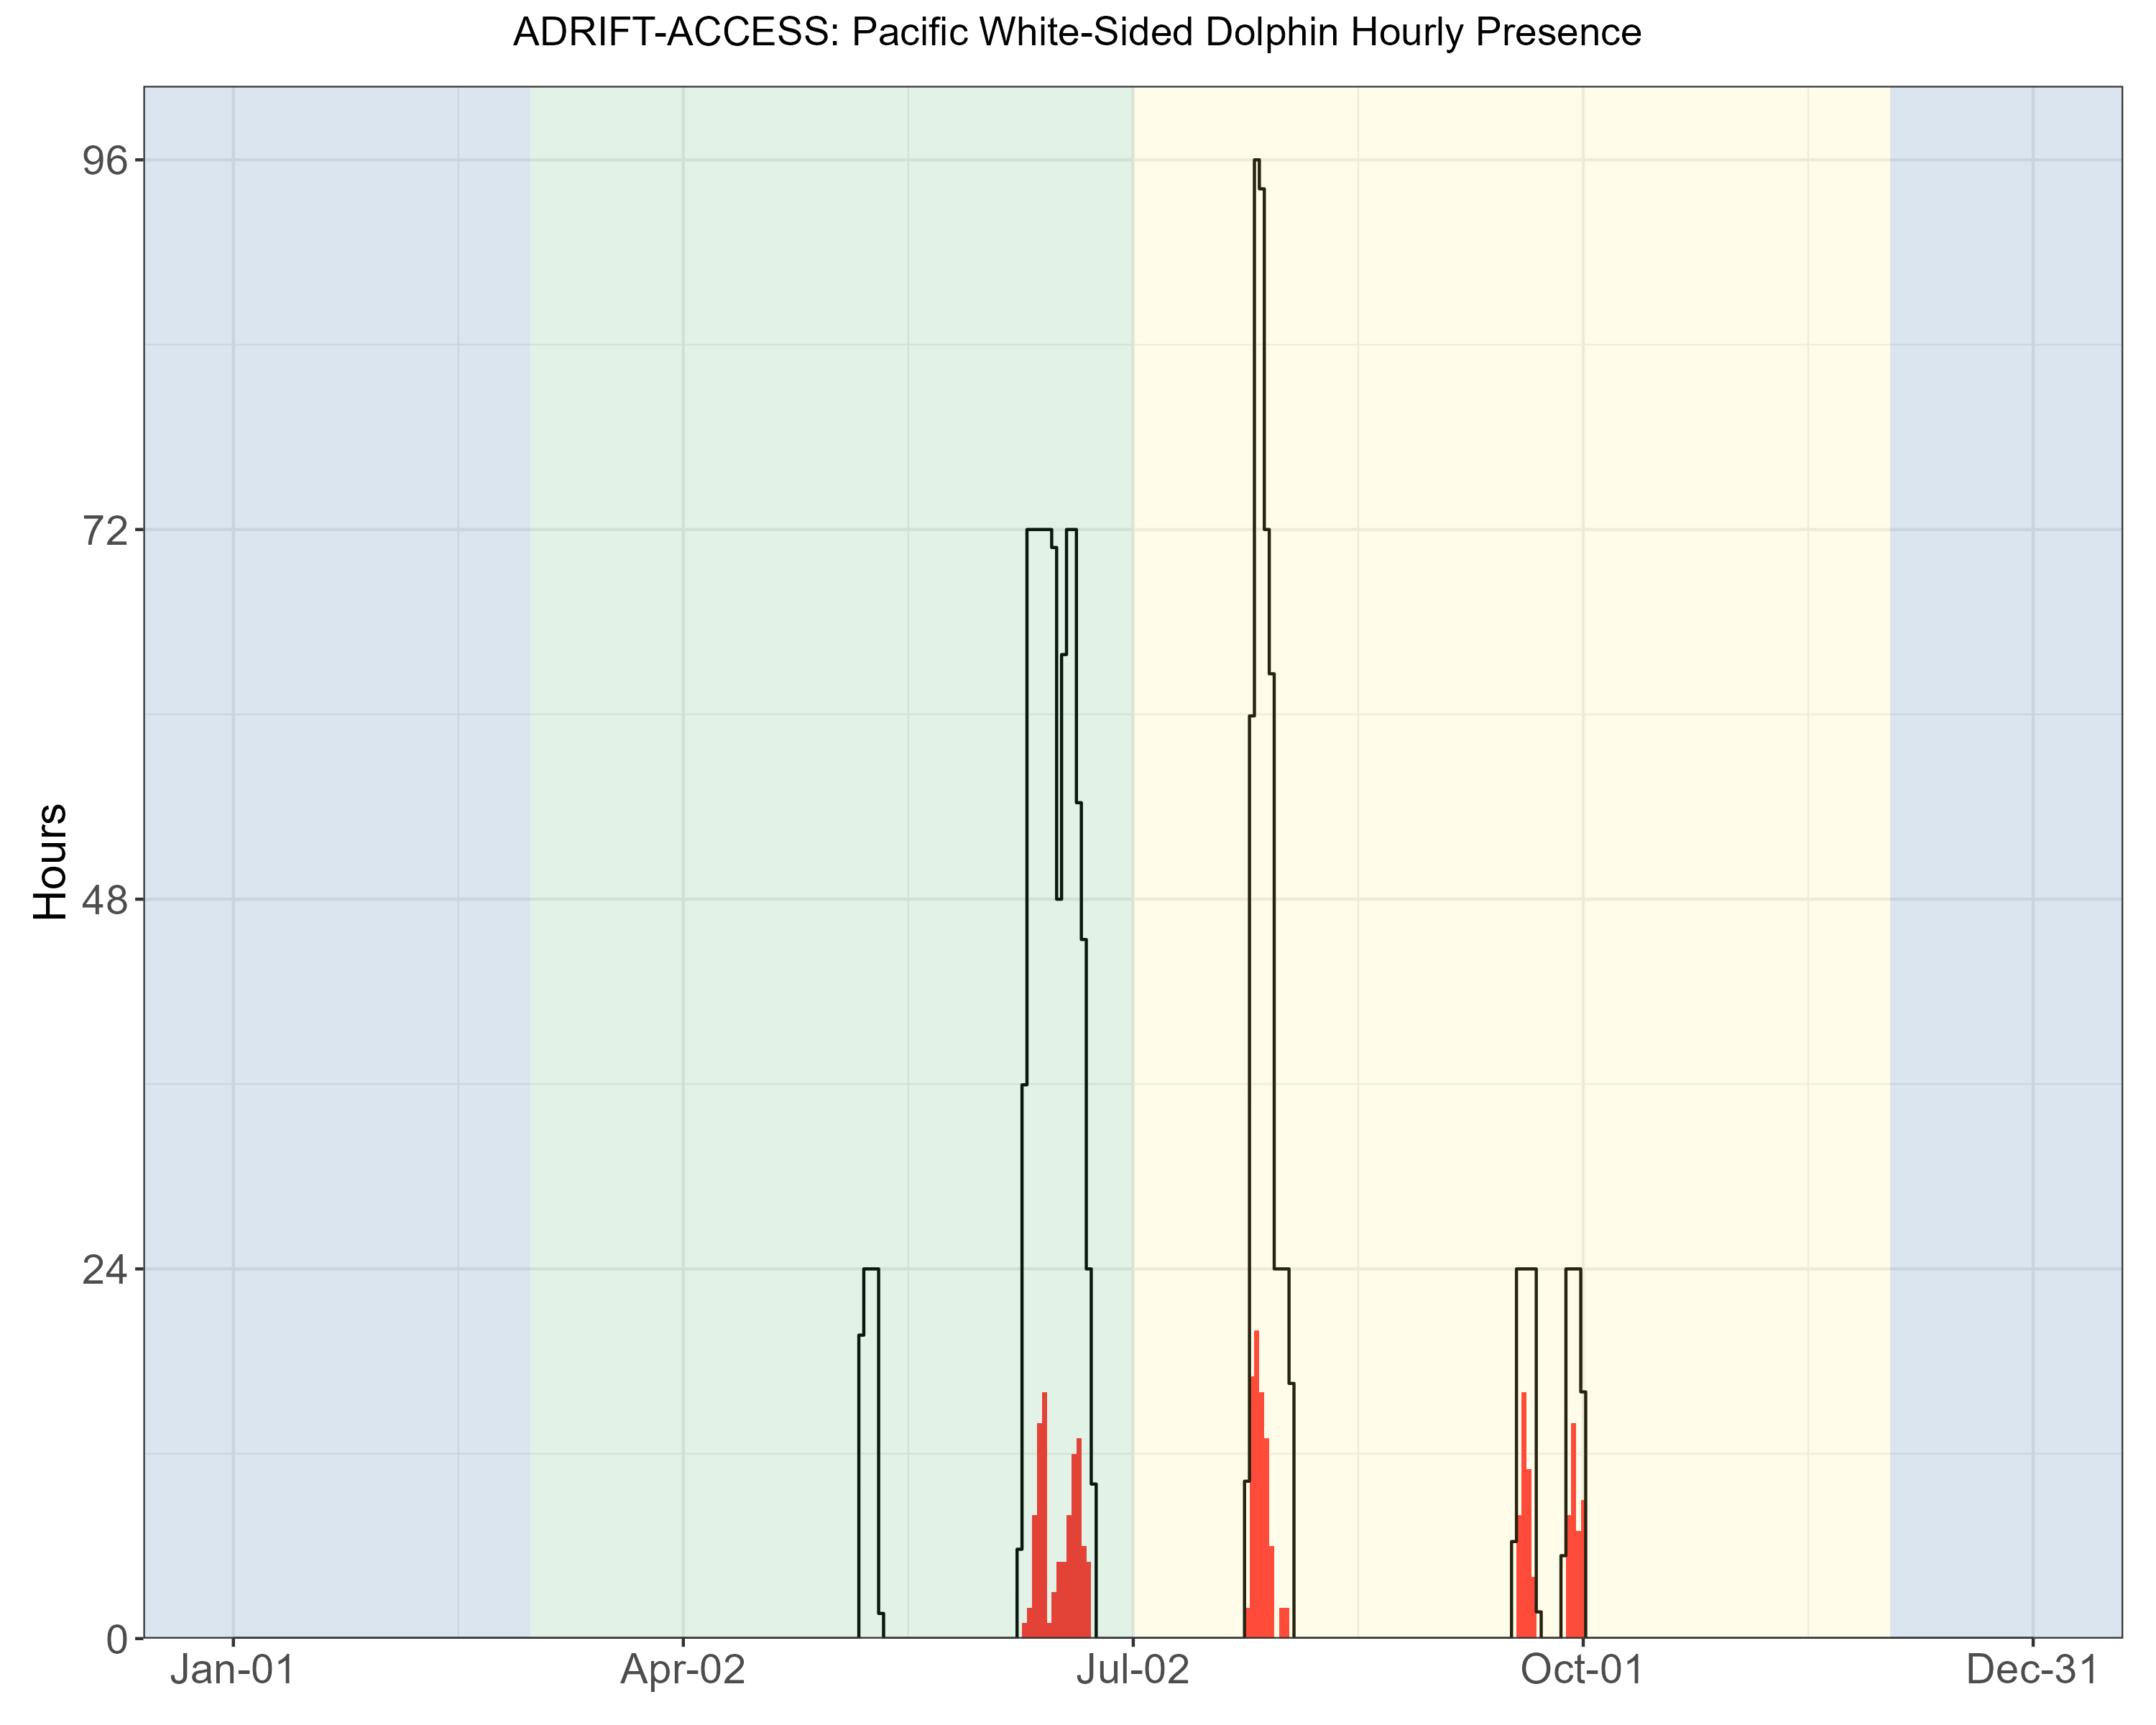 ADRIFT-ACCESS: Pacific White-Sided Dolphin Hourly Presence
96
72
48
24
0
Hours
Jan-01
Apr-02
Jul-02
Oct-01
Dec-31